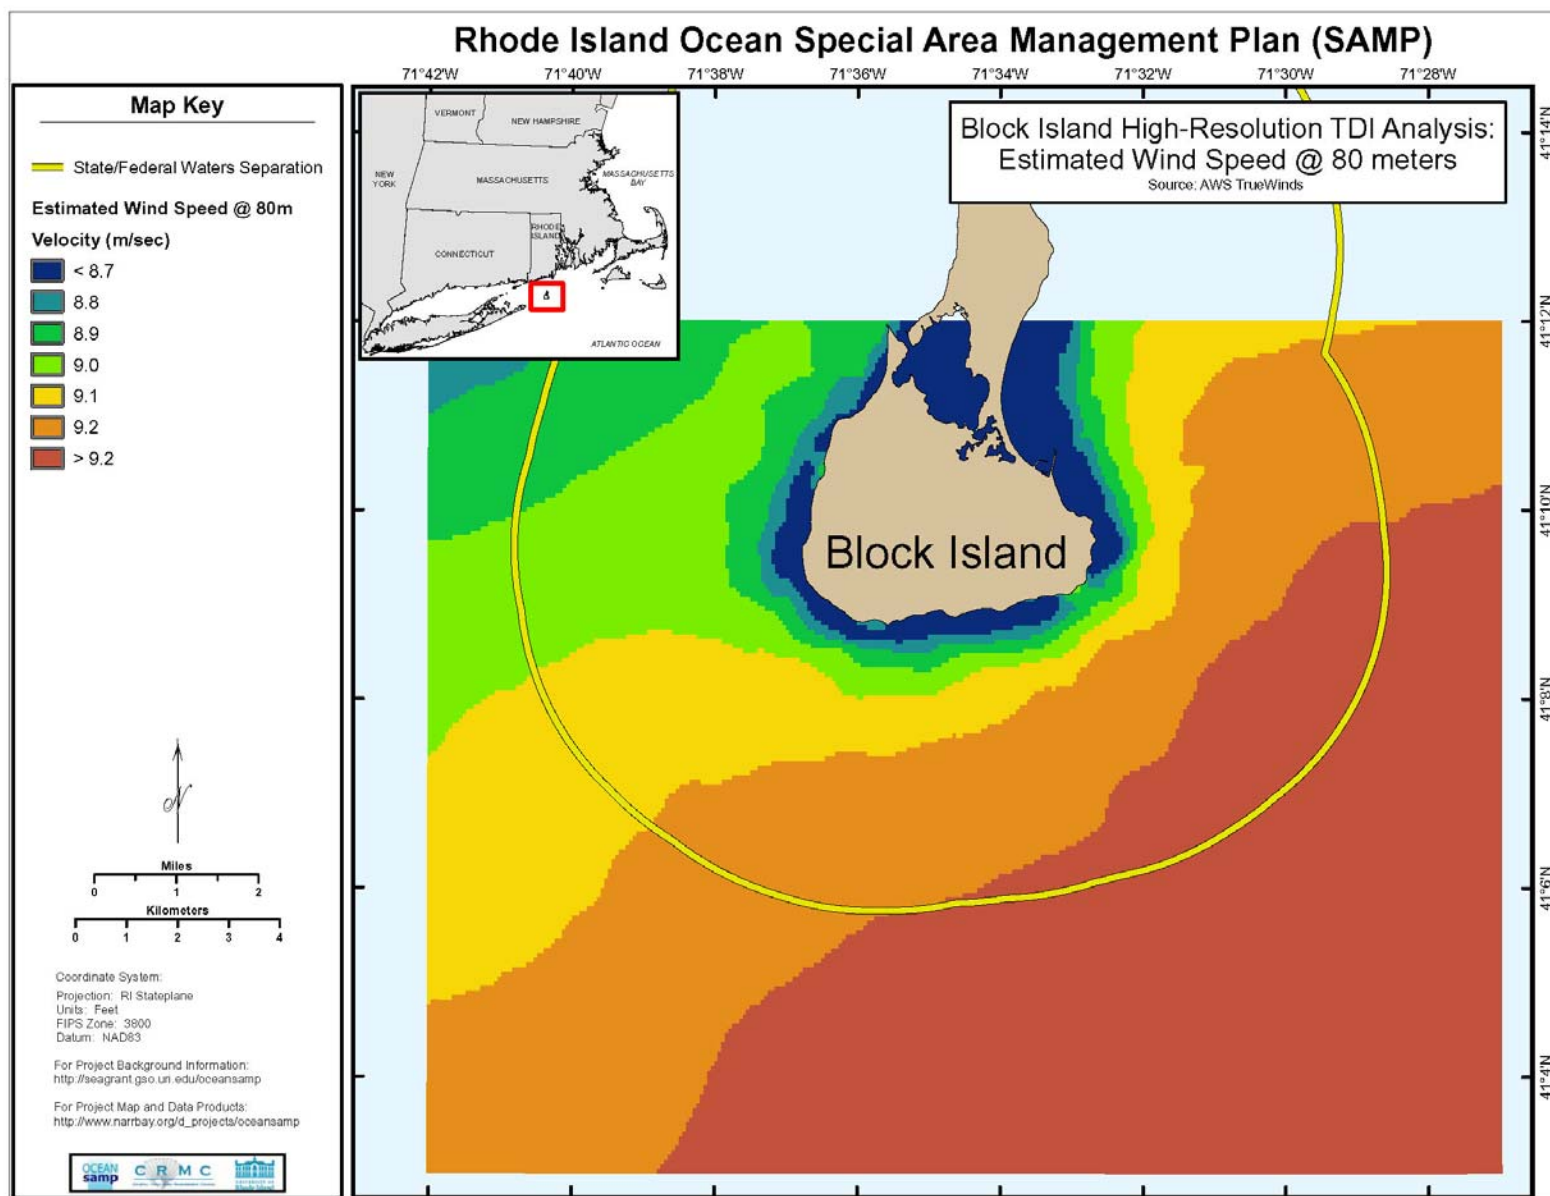 Rhode Island Ocean Special Area Management Plan (SAMP)
71°42'W
71°40'W
71°38'W
71°36'W
71°34'W
71°32'W
71°30'W
71°28'W
Map Key
State/Federal Waters Separation
Estimated Wind Speed @ 80m
Velocity (m/sec)
< 8.7
8.8
8.9
9.0
9.1
9.2
> 9.2
Miles
0 1 2
Kilometers
0 1 2 3 4
Coordinate System:
Projection: RI Stateplane
Units: Feet
FIPS Zone: 3800
Datum: NAD83
For Project Background Information:
http://seagrant.gso.uri.edu/oceansamp
For Project Map and Data Products:
http://www.narrbay.org/d_projects/oceansamp
OCEAN
samp
CRMC
VERMONT
NEW HAMPSHIRE
NEW
YORK
MASSACHUSETTS
MASSACHUSETTS
BAY
RHODE
ISLAND
CONNECTICUT
ATLANTIC OCEAN
Block Island High-Resolution TDI Analysis:
Estimated Wind Speed @ 80 meters
Source: AWS TrueWinds
Block Island
41°14'N
41°12'N
41°10'N
41°8'N
41°6'N
41°4'N